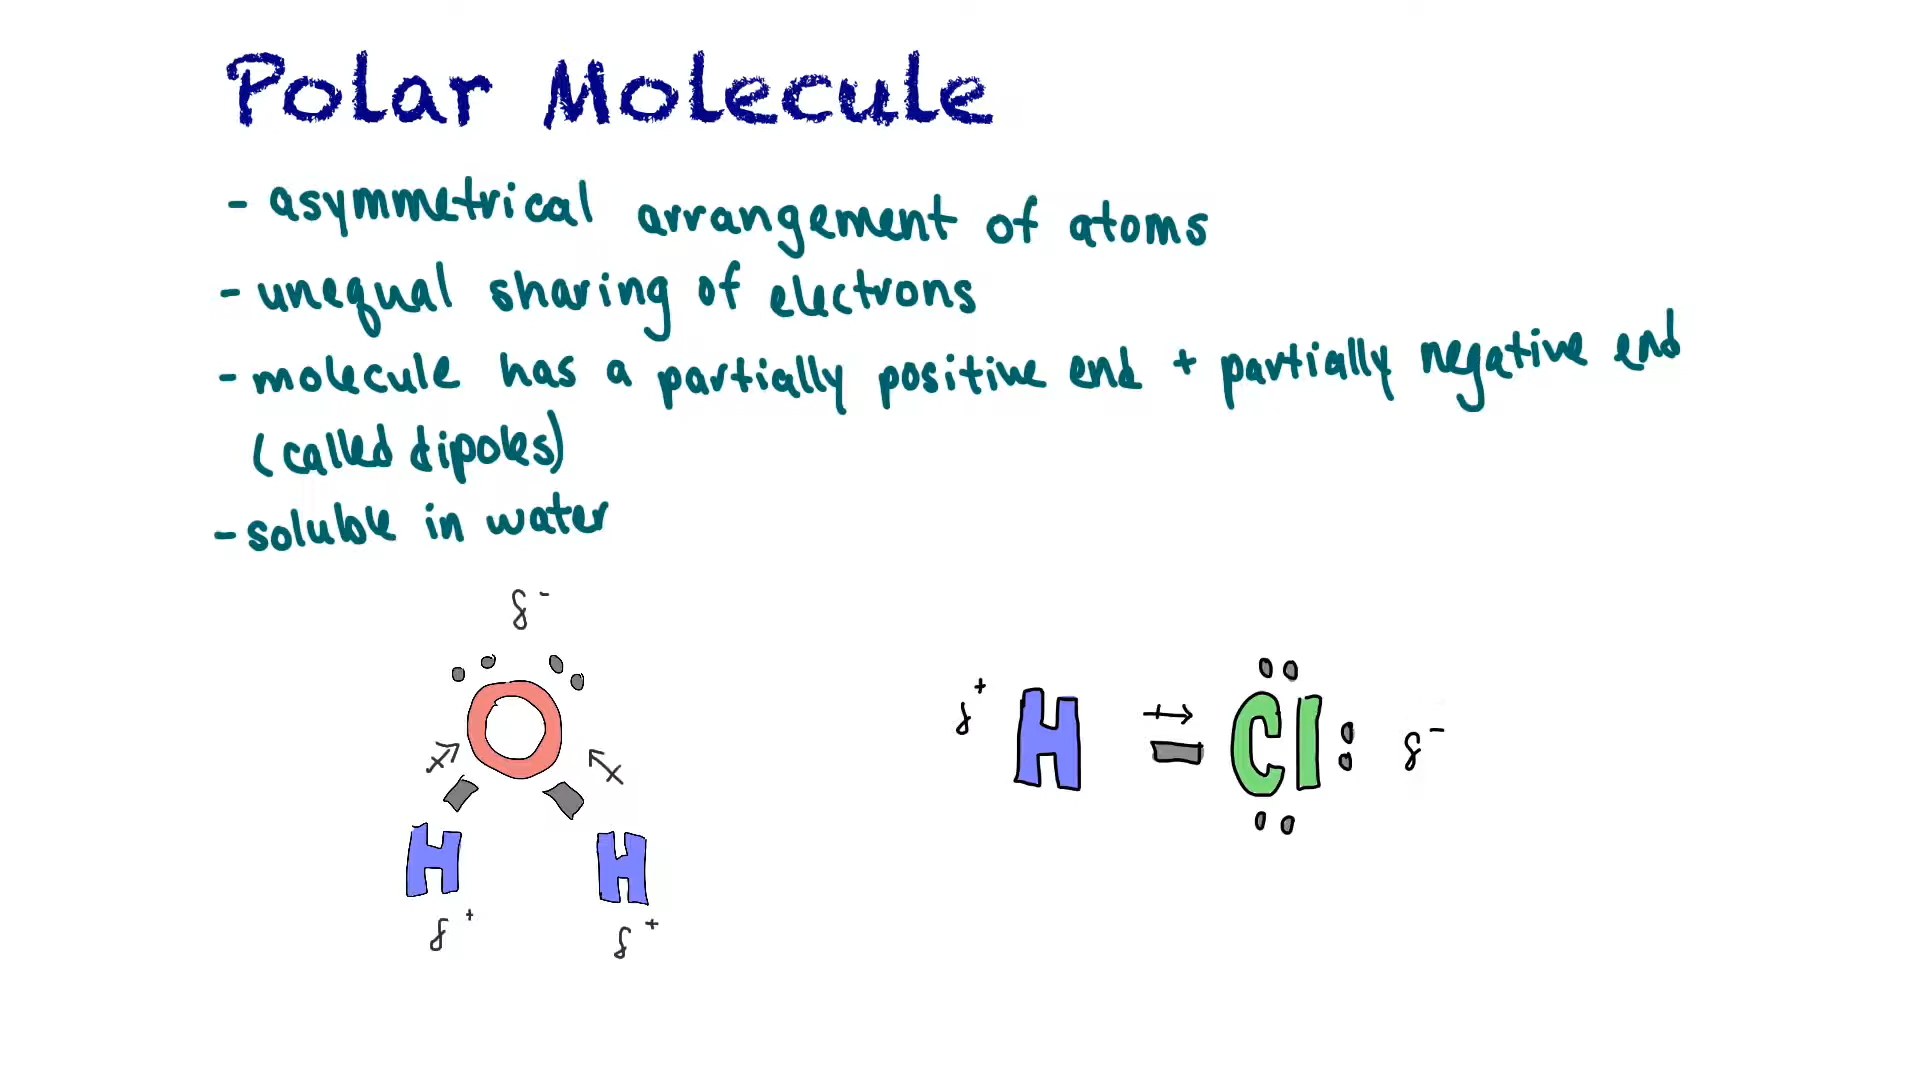 Polar Molecule
- asymmetrical arrangement of atoms
- unequal sharing of electrons
- molecule has a partially positive end + partially negative end
(called dipoles)
- soluble in water
δ-
O
H H
δ+ δ+
δ+ H Cl δ-